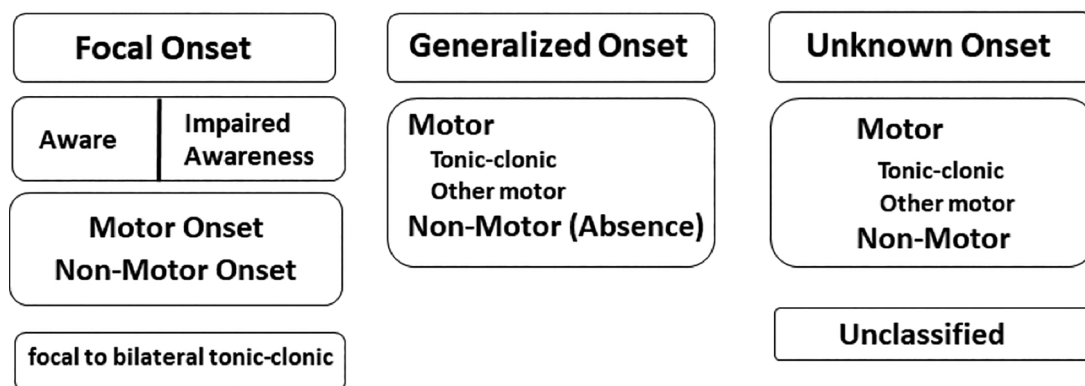 Focal Onset
Aware
Impaired
Awareness
Motor Onset
Non-Motor Onset
focal to bilateral tonic-clonic
Generalized Onset
Motor
Tonic-clonic
Other motor
Non-Motor (Absence)
Unknown Onset
Motor
Tonic-clonic
Other motor
Non-Motor
Unclassified